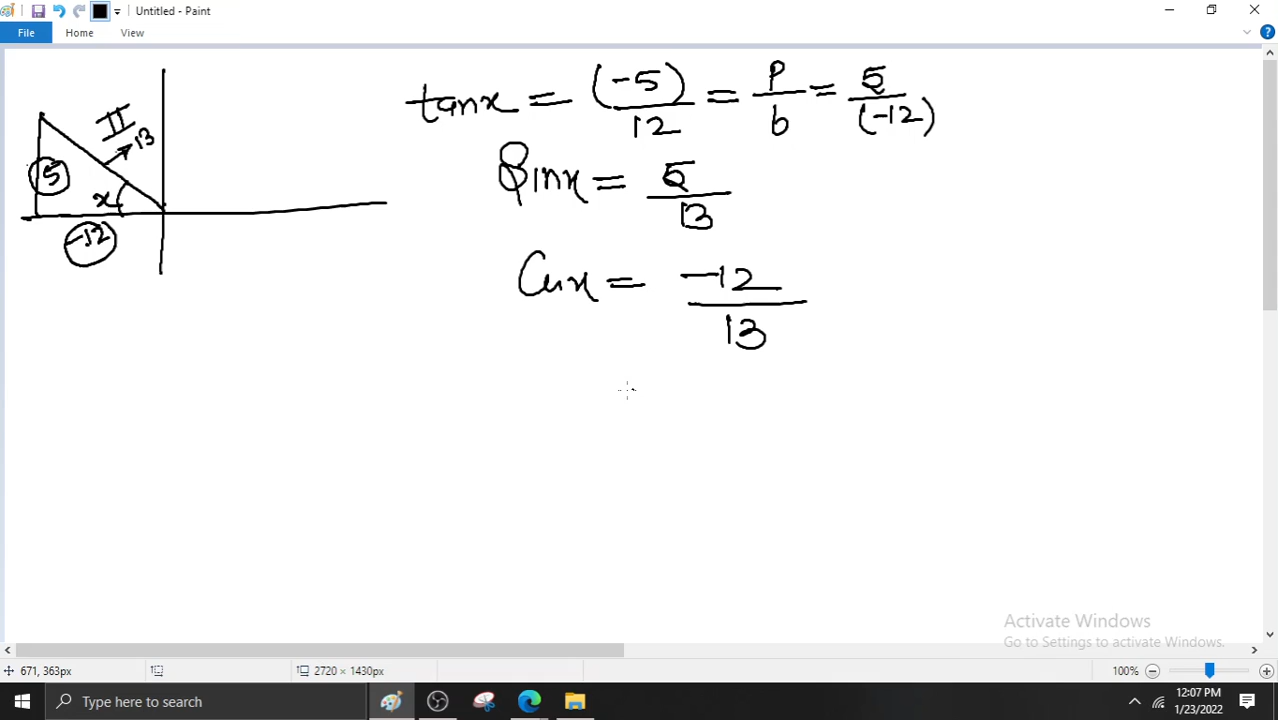 Untitled - Paint
File Home View
tanx = (-5)/12 = p/b = 5/(-12)
II
13
5
x
-12
Sinx = 5/13
Cosx = -12/13
Activate Windows
Go to Settings to activate Windows.
671, 363px
2720 × 1430px
100%
Type here to search
12:07 PM
1/23/2022